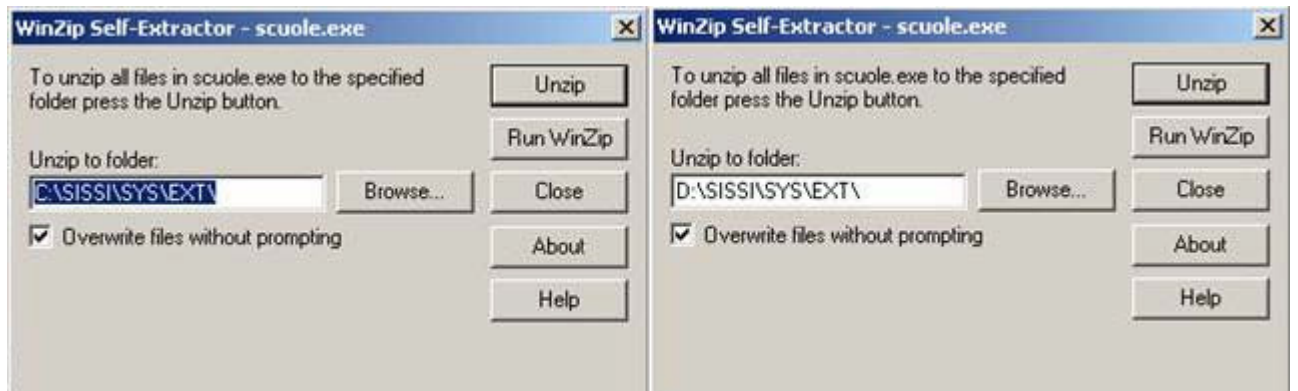 WinZip Self-Extractor - scuole.exe
To unzip all files in scuole.exe to the specified
folder press the Unzip button.
Unzip to folder:
C:\SISSI\SYS\EXT\
Browse...
Overwrite files without prompting
Unzip
Run WinZip
Close
About
Help
WinZip Self-Extractor - scuole.exe
To unzip all files in scuole.exe to the specified
folder press the Unzip button.
Unzip to folder:
D:\SISSI\SYS\EXT\
Browse...
Overwrite files without prompting
Unzip
Run WinZip
Close
About
Help